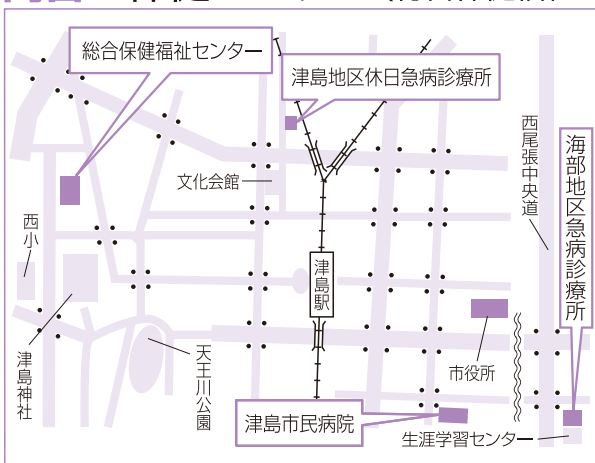 総合保健福祉センター
津島地区休日急病診療所
西尾張中央道
海部地区急病診療所
文化会館
西小
津島駅
津島神社
天王川公園
市役所
津島市民病院
生涯学習センター